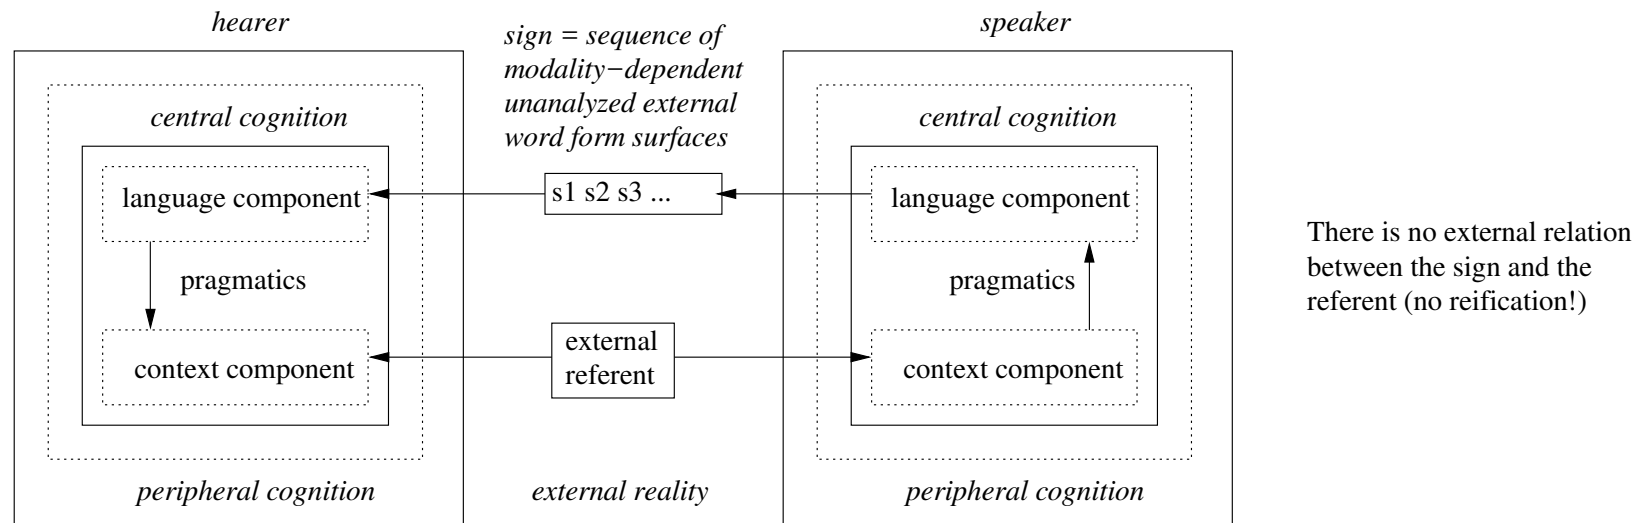 hearer
speaker
sign = sequence of
modality−dependent
unanalyzed external
word form surfaces
central cognition
central cognition
language component
s1 s2 s3 ...
language component
pragmatics
pragmatics
There is no external relation
between the sign and the
referent (no reification!)
context component
external
referent
context component
peripheral cognition
external reality
peripheral cognition